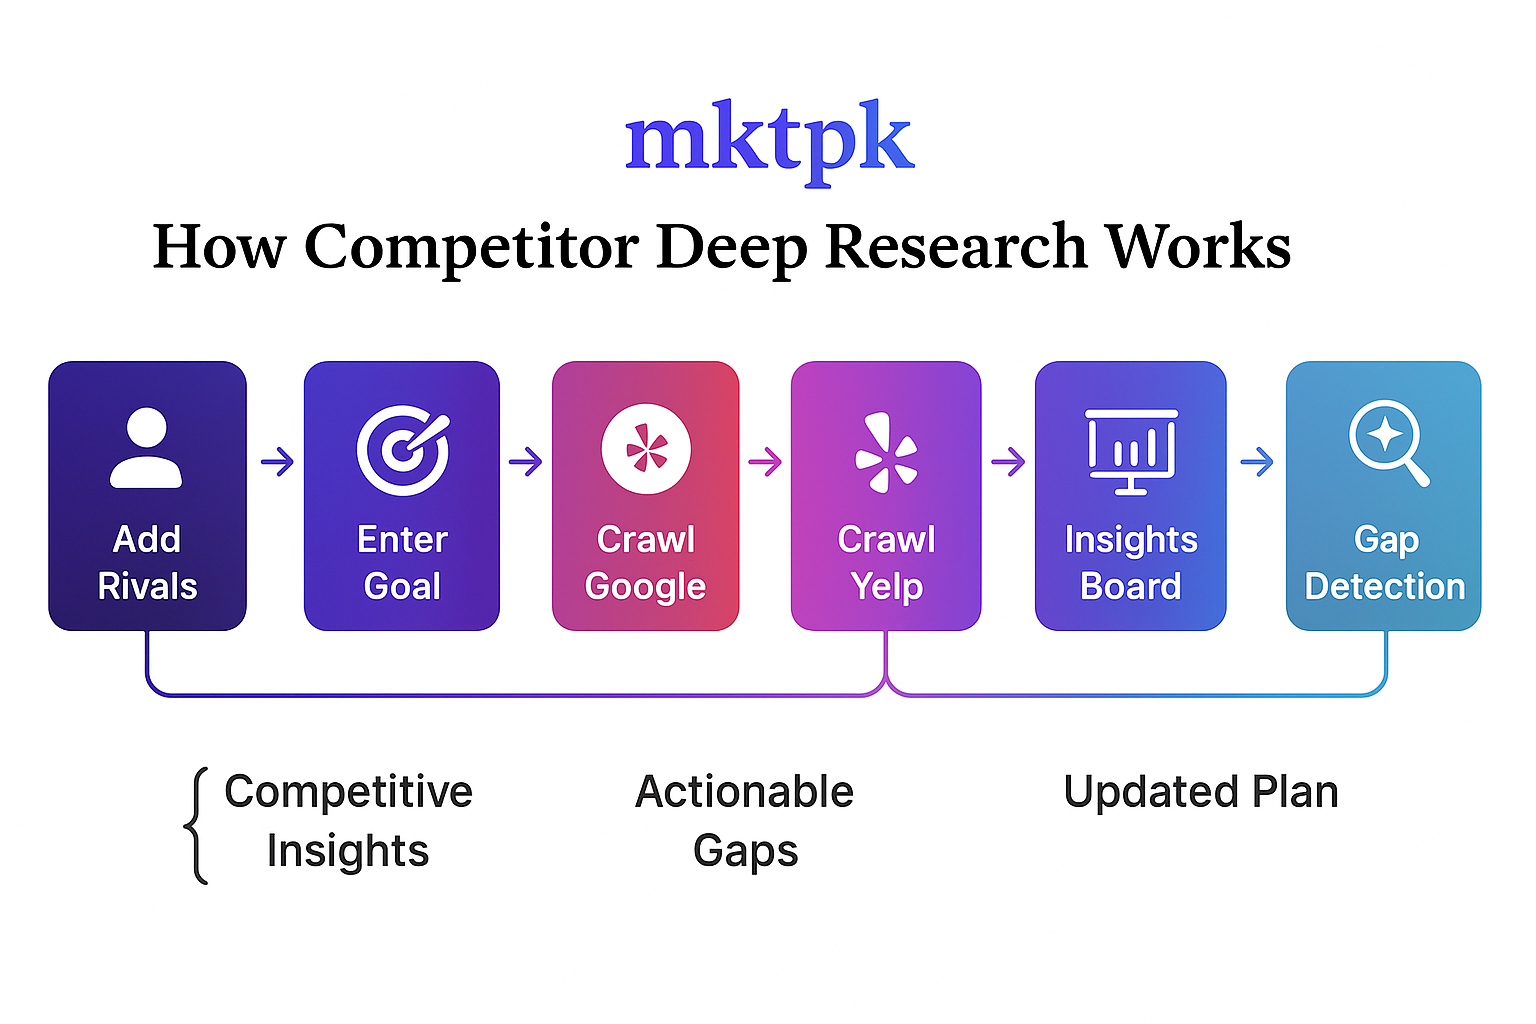 mktpk
How Competitor Deep Research Works
Add
Rivals
Enter
Goal
Crawl
Google
Crawl
Yelp
Insights
Board
Gap
Detection
Competitive
Insights
Actionable
Gaps
Updated Plan